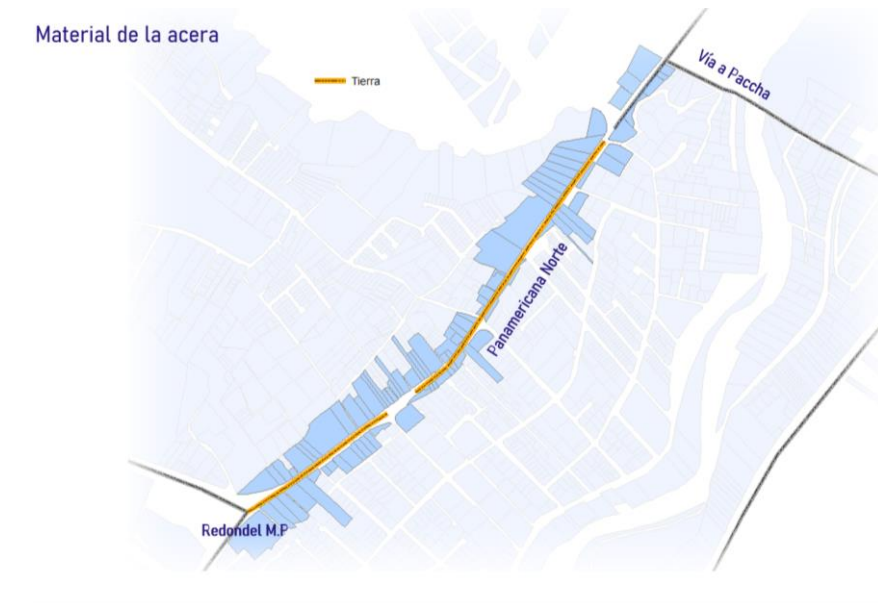 Material de la acera
Tierra
Vía a Paccha
Panamericana Norte
Redondel M.P